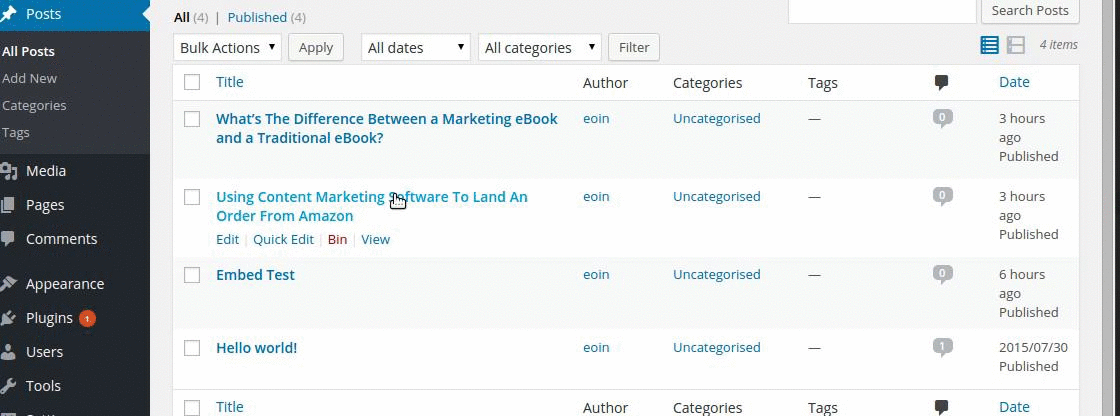 Posts
All Posts
Add New
Categories
Tags
Media
Pages
Comments
Appearance
Plugins 1
Users
Tools
All (4) | Published (4)
Search Posts
Bulk Actions Apply All dates All categories Filter
4 items
Title Author Categories Tags Date
What's The Difference Between a Marketing eBook
and a Traditional eBook?
eoin Uncategorised — 0
3 hours
ago
Published
Using Content Marketing Software To Land An
Order From Amazon
Edit | Quick Edit | Bin | View
eoin Uncategorised — 0
3 hours
ago
Published
Embed Test eoin Uncategorised — 0
6 hours
ago
Published
Hello world! eoin Uncategorised — 1
2015/07/30
Published
Title Author Categories Tags Date